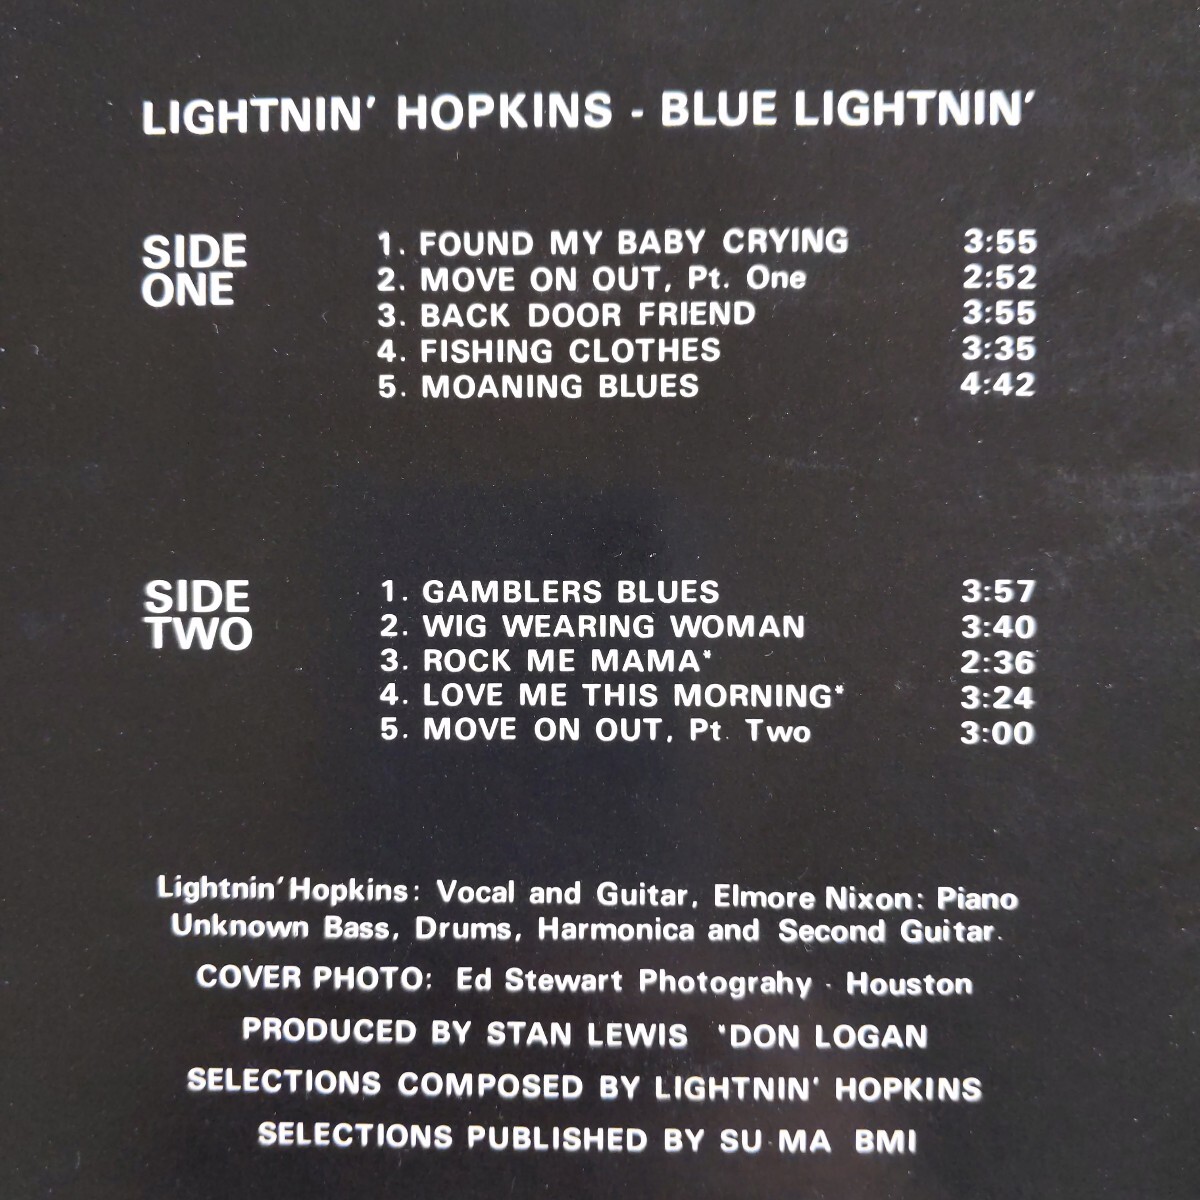 LIGHTNIN' HOPKINS - BLUE LIGHTNIN'
SIDE ONE
1. FOUND MY BABY CRYING 3:55
2. MOVE ON OUT, Pt. One 2:52
3. BACK DOOR FRIEND 3:55
4. FISHING CLOTHES 3:35
5. MOANING BLUES 4:42
SIDE TWO
1. GAMBLERS BLUES 3:57
2. WIG WEARING WOMAN 3:40
3. ROCK ME MAMA* 2:36
4. LOVE ME THIS MORNING* 3:24
5. MOVE ON OUT, Pt. Two 3:00
Lightnin' Hopkins: Vocal and Guitar, Elmore Nixon: Piano
Unknown Bass, Drums, Harmonica and Second Guitar.
COVER PHOTO: Ed Stewart Photograhy - Houston
PRODUCED BY STAN LEWIS *DON LOGAN
SELECTIONS COMPOSED BY LIGHTNIN' HOPKINS
SELECTIONS PUBLISHED BY SU-MA BMI